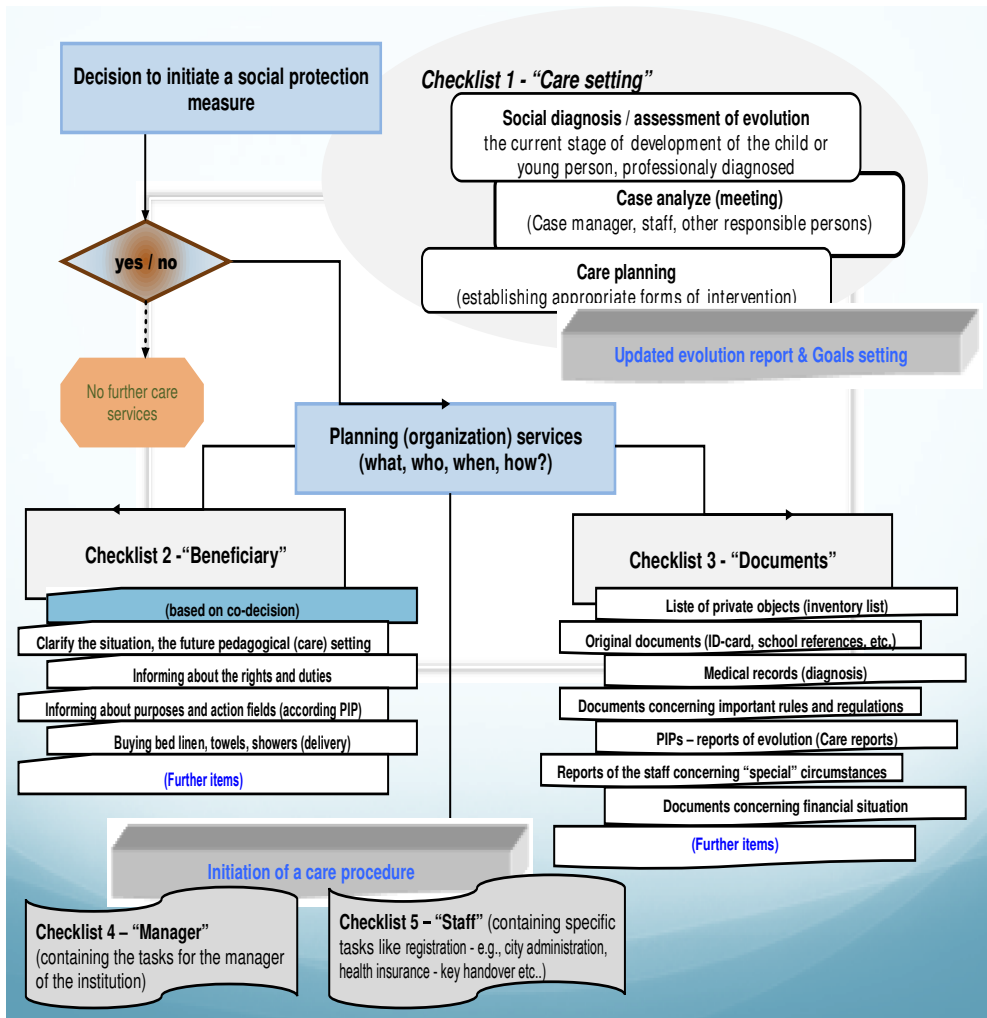 Decision to initiate a social protection
measure
Checklist 1 - “Care setting”
Social diagnosis / assessment of evolution
the current stage of development of the child or
young person, professionaly diagnosed
Case analyze (meeting)
(Case manager, staff, other responsible persons)
Care planning
(establishing appropriate forms of intervention)
Updated evolution report & Goals setting
yes / no
No further care
services
Planning (organization) services
(what, who, when, how?)
Checklist 2 -“Beneficiary”
(based on co-decision)
Clarify the situation, the future pedagogical (care) setting
Informing about the rights and duties
Informing about purposes and action fields (according PIP)
Buying bed linen, towels, showers (delivery)
(Further items)
Checklist 3 - “Documents”
Liste of private objects (inventory list)
Original documents (ID-card, school references, etc.)
Medical records (diagnosis)
Documents concerning important rules and regulations
PIPs – reports of evolution (Care reports)
Reports of the staff concerning “special” circumstances
Documents concerning financial situation
(Further items)
Initiation of a care procedure
Checklist 4 – “Manager”
(containing the tasks for the manager
of the institution)
Checklist 5 – “Staff” (containing specific
tasks like registration - e.g., city administration,
health insurance - key handover etc..)